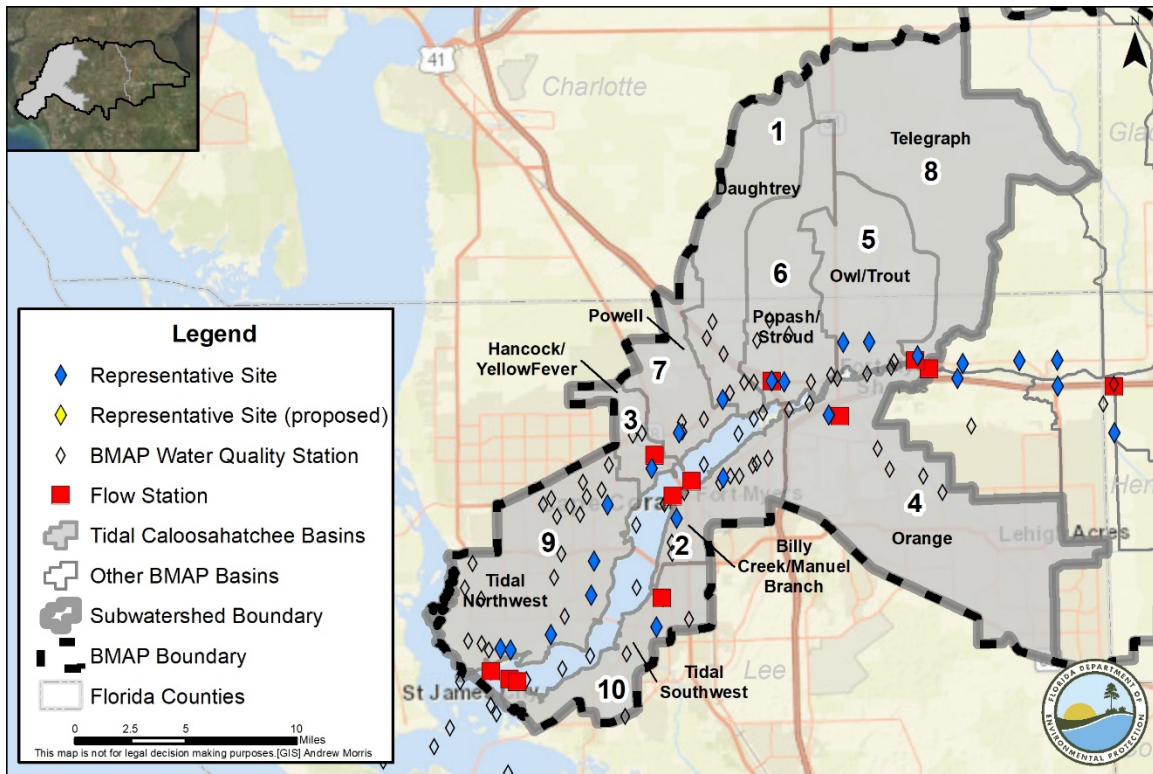 N
41
Charlotte
Glad
1
Telegraph
8
Daughtrey
5
6
Owl/Trout
Powell
Popash/
Stroud
Hancock/
YellowFever
7
3
Fort Myers
4
Lehigh Acres
Orange
9
2
Billy
Creek/Manuel
Branch
Tidal
Northwest
Lee
Tidal
Southwest
10
St James City
Legend
Representative Site
Representative Site (proposed)
BMAP Water Quality Station
Flow Station
Tidal Caloosahatchee Basins
Other BMAP Basins
Subwatershed Boundary
BMAP Boundary
Florida Counties
0 2.5 5 10
Miles
This map is not for legal decision making purposes.[GIS] Andrew Morris
FLORIDA DEPARTMENT OF
ENVIRONMENTAL PROTECTION